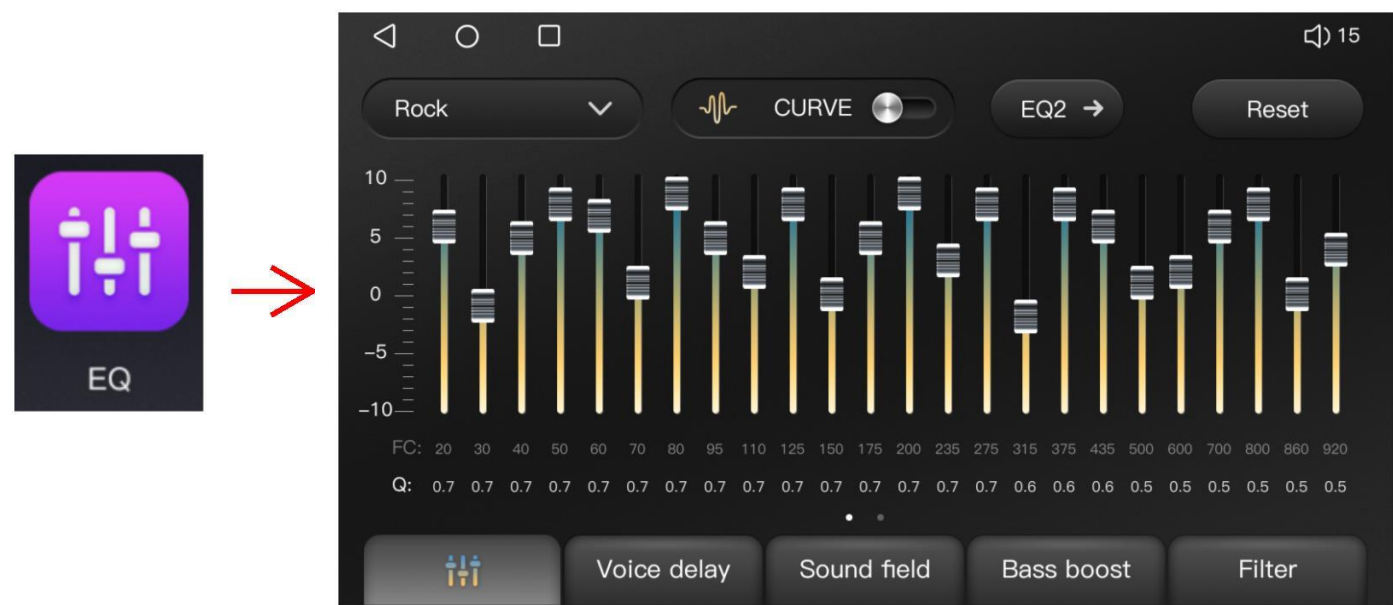 15
Rock
CURVE
EQ2
Reset
EQ
10
5
0
−5
−10
FC: 20 30 40 50 60 70 80 95 110 125 150 175 200 235 275 315 375 435 500 600 700 800 860 920
Q: 0.7 0.7 0.7 0.7 0.7 0.7 0.7 0.7 0.7 0.7 0.7 0.7 0.7 0.7 0.7 0.6 0.6 0.6 0.5 0.5 0.5 0.5 0.5 0.5
Voice delay
Sound field
Bass boost
Filter